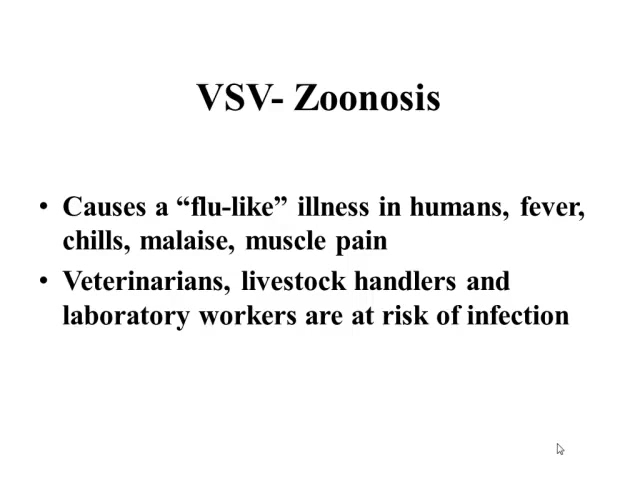 VSV- Zoonosis
• Causes a “flu-like” illness in humans, fever,
chills, malaise, muscle pain
• Veterinarians, livestock handlers and
laboratory workers are at risk of infection